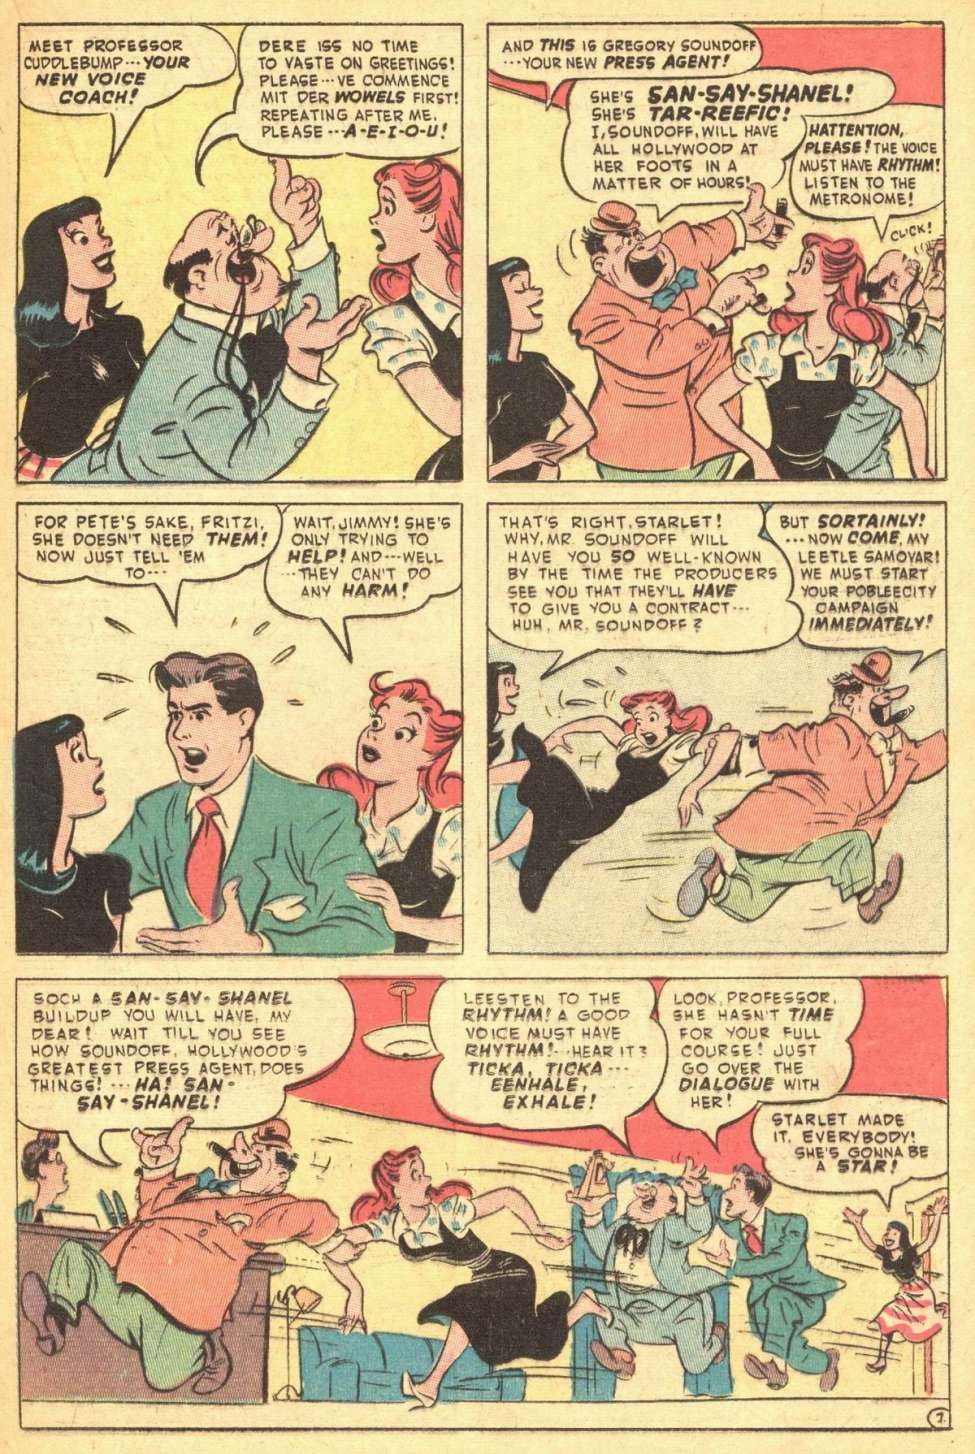 MEET PROFESSOR
CUDDLEBUMP---YOUR
NEW VOICE
COACH!
DERE ISS NO TIME
TO VASTE ON GREETINGS!
PLEASE---VE COMMENCE
MIT DER WOWELS FIRST!
REPEATING AFTER ME,
PLEASE---A-E-I-O-U!
AND THIS IS GREGORY SOUNDOFF
---YOUR NEW PRESS AGENT!
SHE'S SAN-SAY-SHANEL!
SHE'S TAR-REEFIC!
I, SOUNDOFF, WILL HAVE
ALL HOLLYWOOD AT
HER FOOTS IN A
MATTER OF HOURS!
HATTENTION,
PLEASE! THE VOICE
MUST HAVE RHYTHM!
LISTEN TO THE
METRONOME!
CLICK!
FOR PETE'S SAKE, FRITZI,
SHE DOESN'T NEED THEM!
NOW JUST TELL 'EM
TO---
WAIT, JIMMY! SHE'S
ONLY TRYING TO
HELP! AND---WELL
---THEY CAN'T DO
ANY HARM!
THAT'S RIGHT, STARLET!
WHY, MR. SOUNDOFF WILL
HAVE YOU SO WELL-KNOWN
BY THE TIME THE PRODUCERS
SEE YOU THAT THEY'LL HAVE
TO GIVE YOU A CONTRACT---
HUH, MR. SOUNDOFF?
BUT SORTAINLY!
---NOW COME, MY
LEETLE SAMOVAR!
WE MUST START
YOUR POBLEECITY
CAMPAIGN
IMMEDIATELY!
SOCH A SAN-SAY-SHANEL
BUILDUP YOU WILL HAVE, MY
DEAR! WAIT TILL YOU SEE
HOW SOUNDOFF, HOLLYWOOD'S
GREATEST PRESS AGENT, DOES
THINGS! ---HA! SAN-
SAY-SHANEL!
LEESTEN TO THE
RHYTHM! A GOOD
VOICE MUST HAVE
RHYTHM!--HEAR IT?
TICKA, TICKA---
EENHALE,
EXHALE!
LOOK, PROFESSOR,
SHE HASN'T TIME
FOR YOUR FULL
COURSE! JUST
GO OVER THE
DIALOGUE WITH
HER!
STARLET MADE
IT, EVERYBODY!
SHE'S GONNA BE
A STAR!
7